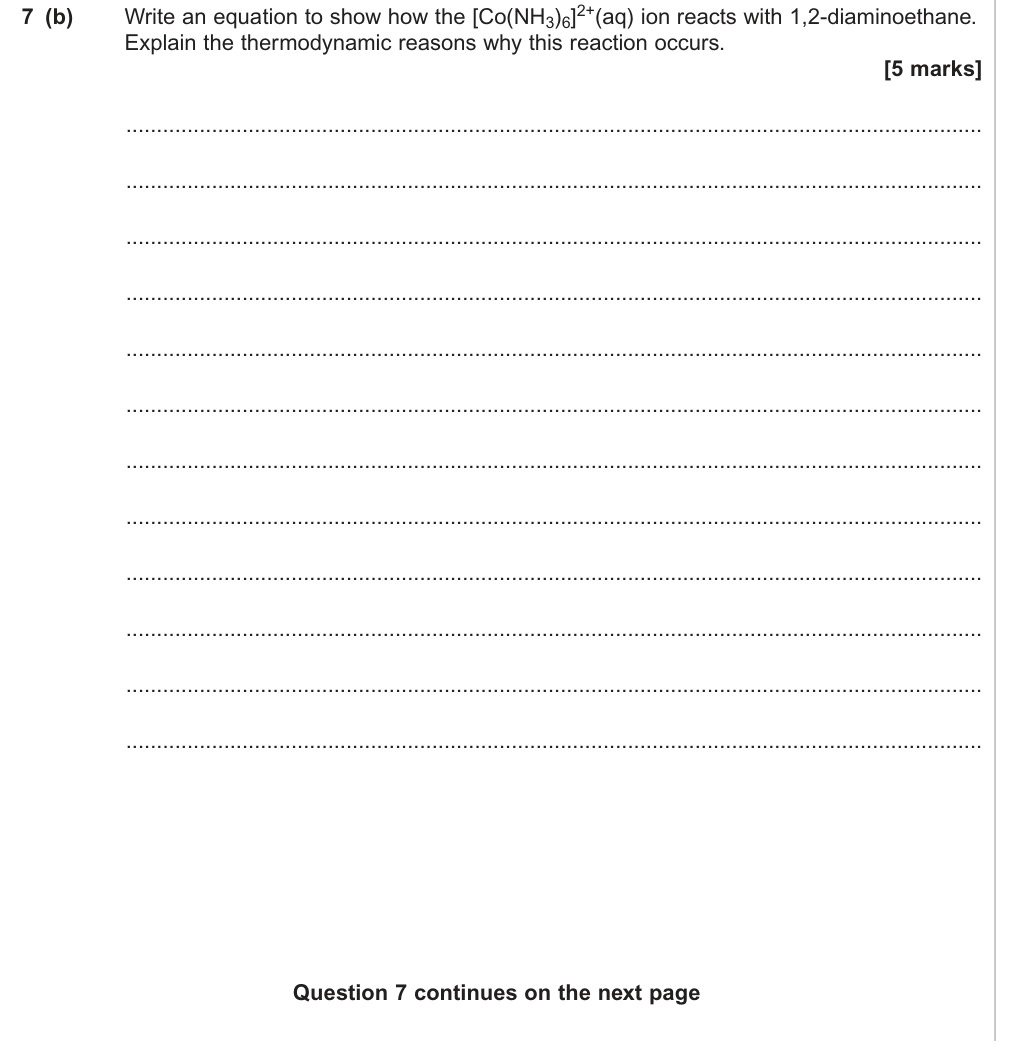 7 (b) Write an equation to show how the [Co(NH₃)₆]²⁺(aq) ion reacts with 1,2-diaminoethane.
Explain the thermodynamic reasons why this reaction occurs.
[5 marks]
Question 7 continues on the next page